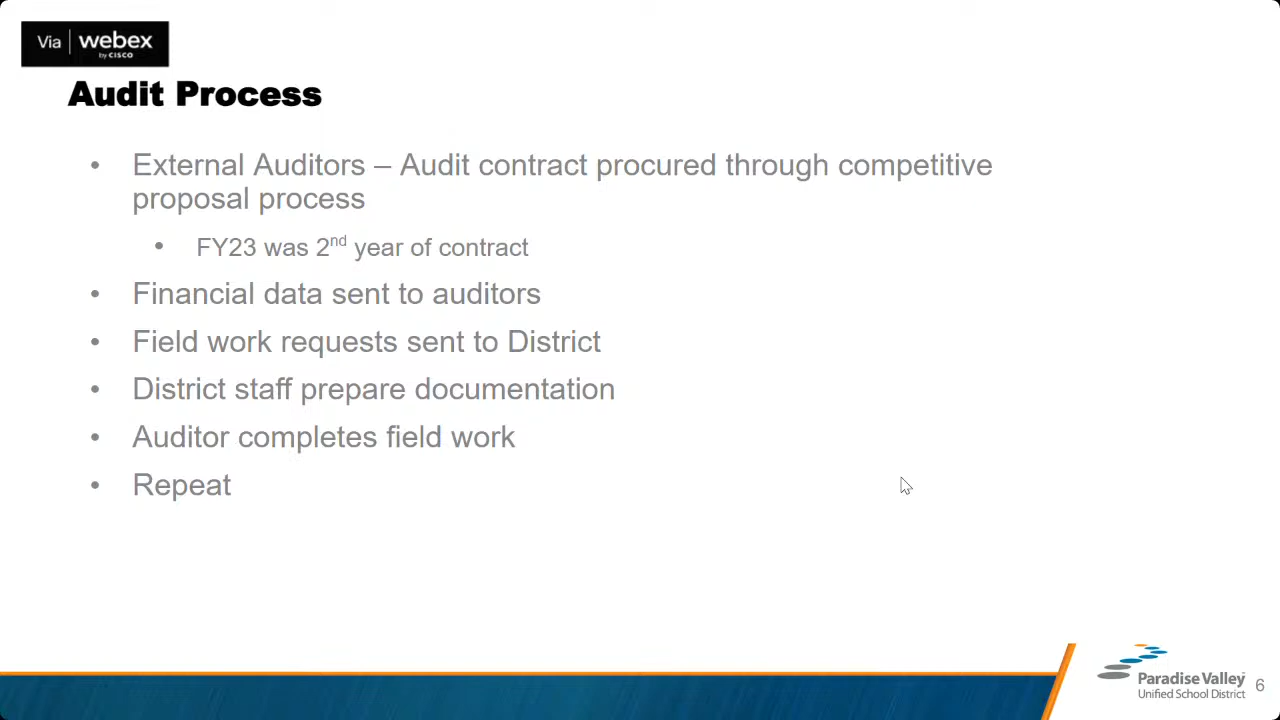 Via webex
by CISCO
Audit Process
• External Auditors – Audit contract procured through competitive
proposal process
• FY23 was 2nd year of contract
• Financial data sent to auditors
• Field work requests sent to District
• District staff prepare documentation
• Auditor completes field work
• Repeat
Paradise Valley
Unified School District
6